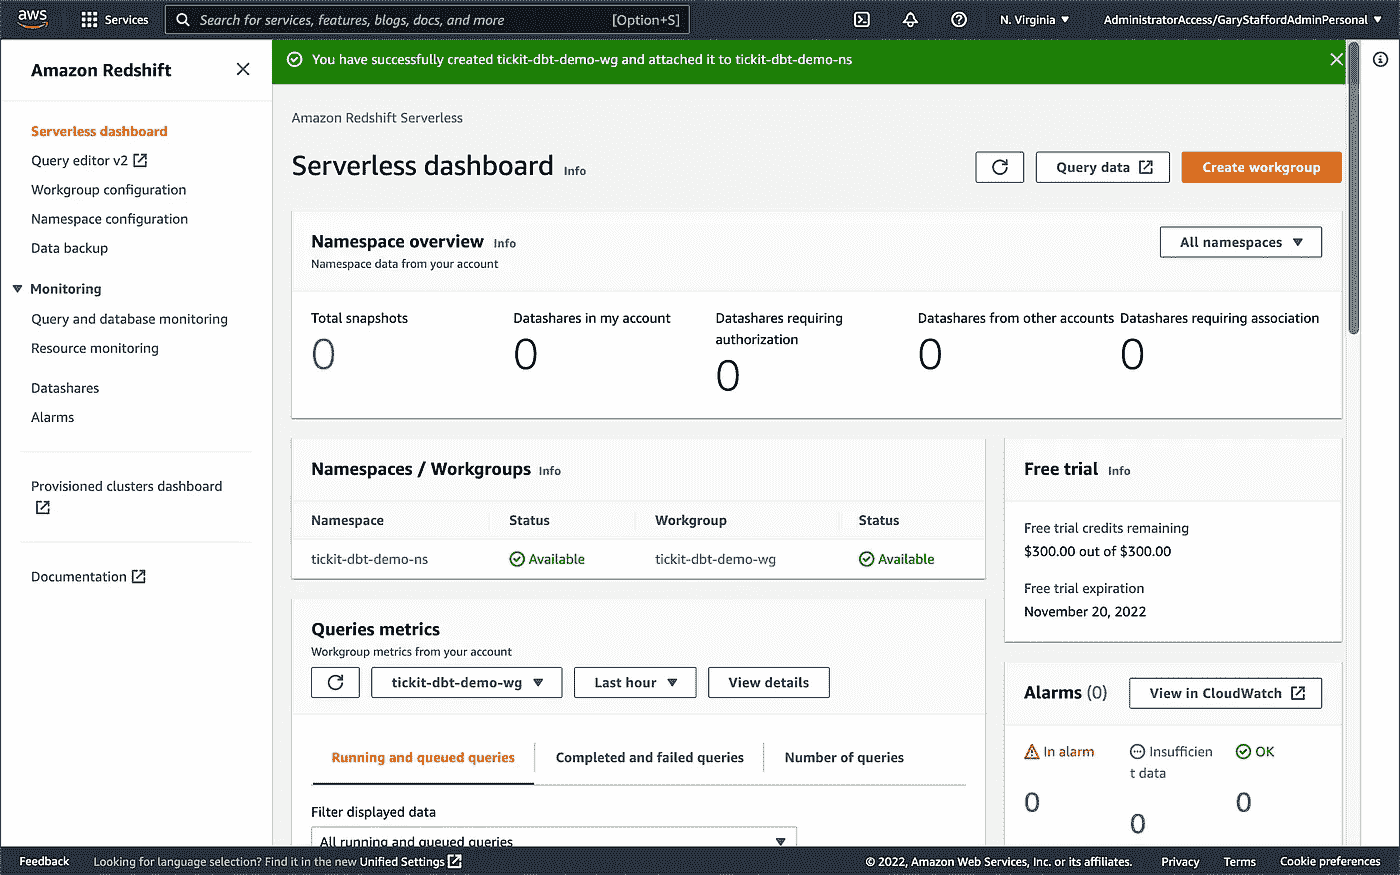 aws
Services
Search for services, features, blogs, docs, and more
[Option+S]
N. Virginia
AdministratorAccess/GaryStaffordAdminPersonal
Amazon Redshift
Serverless dashboard
Query editor v2
Workgroup configuration
Namespace configuration
Data backup
Monitoring
Query and database monitoring
Resource monitoring
Datashares
Alarms
Provisioned clusters dashboard
Documentation
You have successfully created tickit-dbt-demo-wg and attached it to tickit-dbt-demo-ns
Amazon Redshift Serverless
Serverless dashboard Info
Query data
Create workgroup
Namespace overview Info
Namespace data from your account
All namespaces
Total snapshots
0
Datashares in my account
0
Datashares requiring
authorization
0
Datashares from other accounts
0
Datashares requiring association
0
Namespaces / Workgroups Info
Namespace Status Workgroup Status
tickit-dbt-demo-ns Available tickit-dbt-demo-wg Available
Free trial Info
Free trial credits remaining
$300.00 out of $300.00
Free trial expiration
November 20, 2022
Queries metrics
Workgroup metrics from your account
tickit-dbt-demo-wg
Last hour
View details
Running and queued queries
Completed and failed queries
Number of queries
Filter displayed data
All running and queued queries
Alarms (0)
View in CloudWatch
In alarm
0
Insufficien
t data
0
OK
0
Feedback
Looking for language selection? Find it in the new Unified Settings
© 2022, Amazon Web Services, Inc. or its affiliates.
Privacy
Terms
Cookie preferences